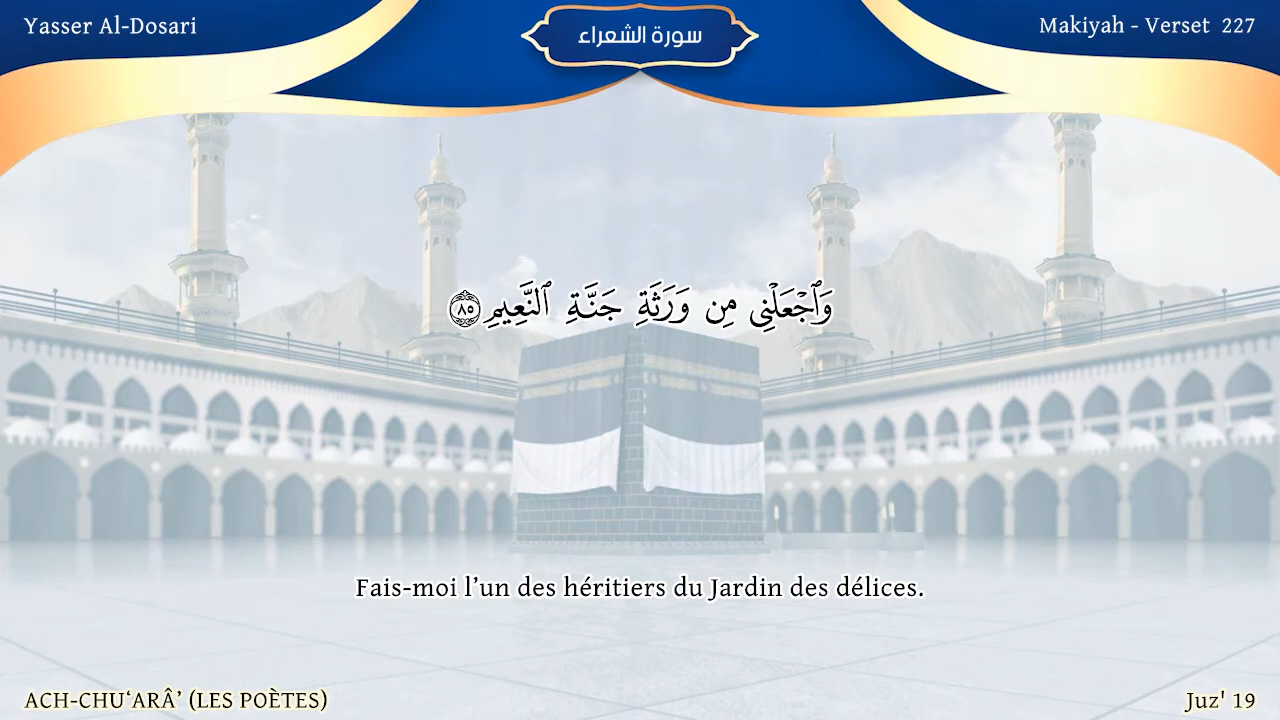 Yasser Al-Dosari
سورة الشعراء
Makiyah - Verset 227
وَٱجْعَلْنِى مِن وَرَثَةِ جَنَّةِ ٱلنَّعِيمِ ٨٥
Fais-moi l’un des héritiers du Jardin des délices.
ACH-CHU‘ARÂ’ (LES POÈTES)
Juz' 19